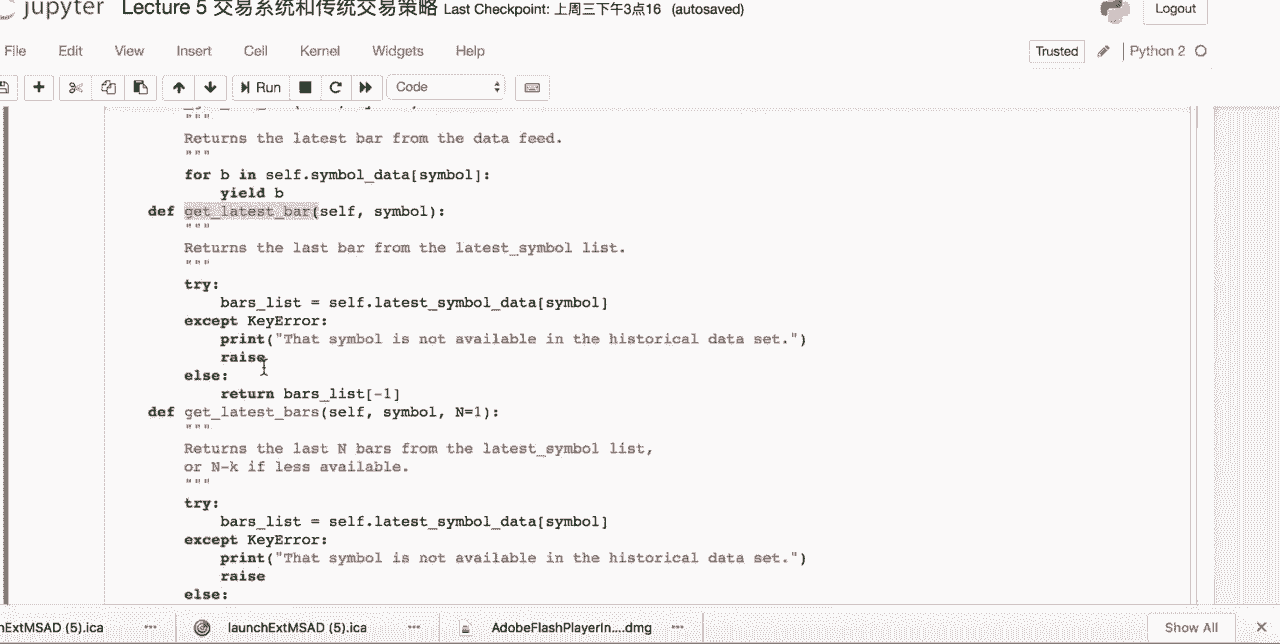 jupyter Lecture 5 交易系统和传统交易策略 Last Checkpoint: 上周三下午3点16 (autosaved) Logout
File Edit View Insert Cell Kernel Widgets Help Trusted Python 2
Run Code
"""
Returns the latest bar from the data feed.
"""
for b in self.symbol_data[symbol]:
yield b
def get_latest_bar(self, symbol):
"""
Returns the last bar from the latest_symbol list.
"""
try:
bars_list = self.latest_symbol_data[symbol]
except KeyError:
print("That symbol is not available in the historical data set.")
raise
else:
return bars_list[-1]
def get_latest_bars(self, symbol, N=1):
"""
Returns the last N bars from the latest_symbol list,
or N-k if less available.
"""
try:
bars_list = self.latest_symbol_data[symbol]
except KeyError:
print("That symbol is not available in the historical data set.")
raise
else:
hExtMSAD (5).ica launchExtMSAD (5).ica AdobeFlashPlayerIn....dmg Show All